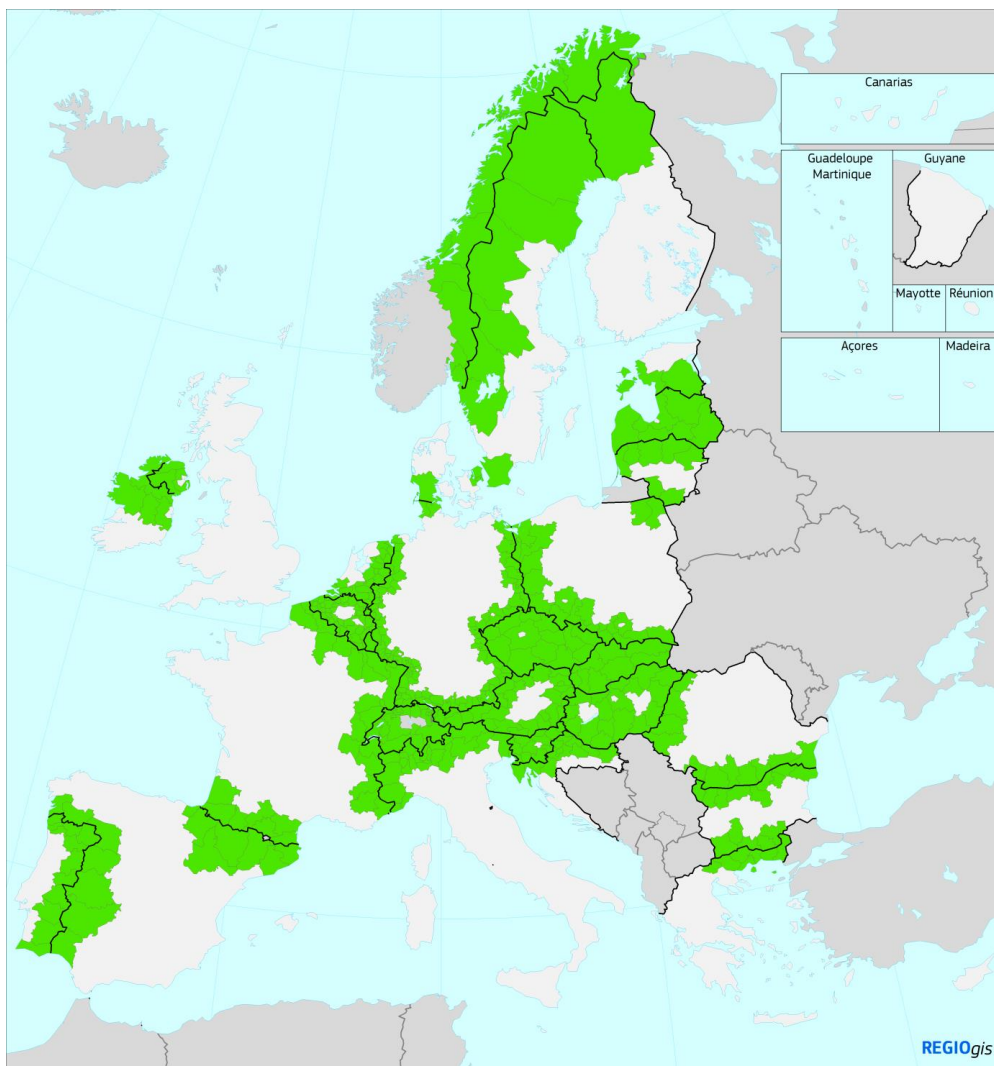 Canarias
Guadeloupe
Martinique
Guyane
Mayotte
Réunion
Açores
Madeira
REGIOgis